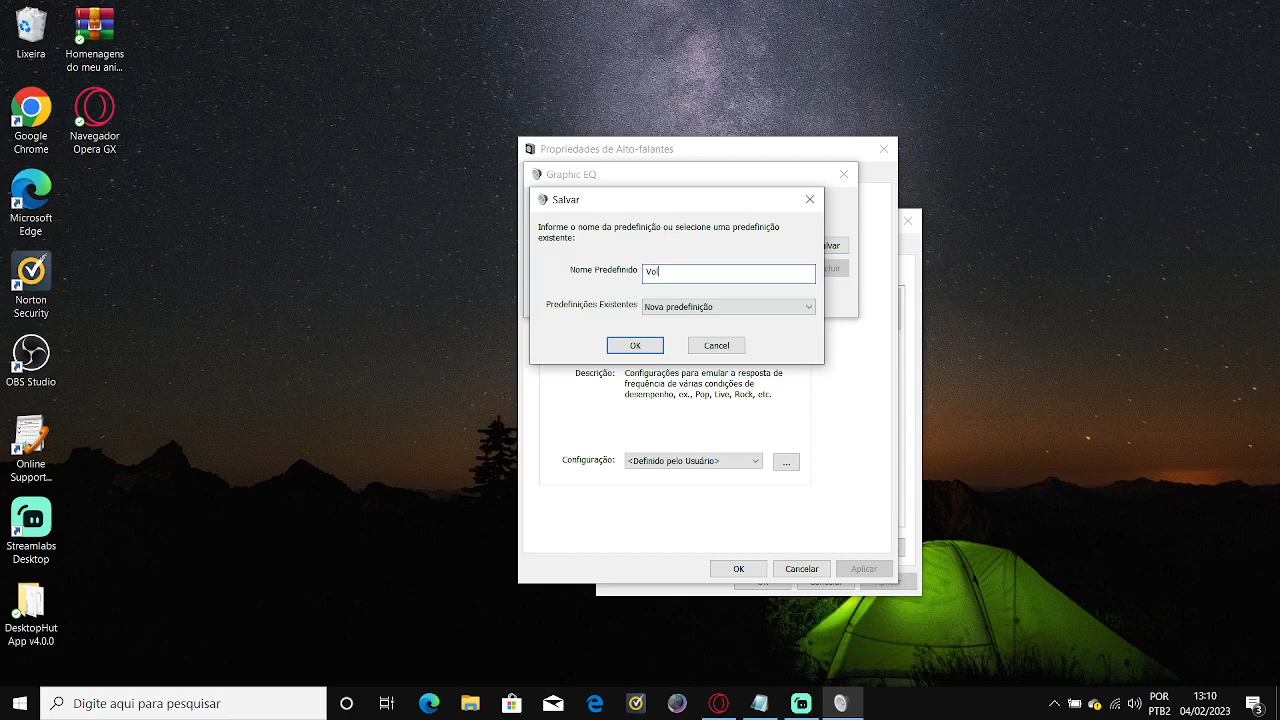 Lixeira
Homenagens
do meu ani...
Google
Chrome
Navegador
Opera GX
Microsoft
Edge
Norton
Security
OBS Studio
Online
Support...
Streamlabs
Desktop
DesktopHut
App v4.0.0
Propriedades de Alto-falantes
Graphic EQ
Salvar
Informe o nome da predefinição ou selecione uma predefinição
existente:
Nome Predefinido
Predefinições Existentes
Nova predefinição
OK
Cancel
Descrição:
Configurações para emular a resposta de
frequência de várias condições de
desempenho, ex., Pop, Live, Rock, etc.
Configuração:
<Definido pelo Usuário>
...
OK
Cancelar
Aplicar
Digite aqui para pesquisar
POR
PTB2
13:10
04/02/2023
3